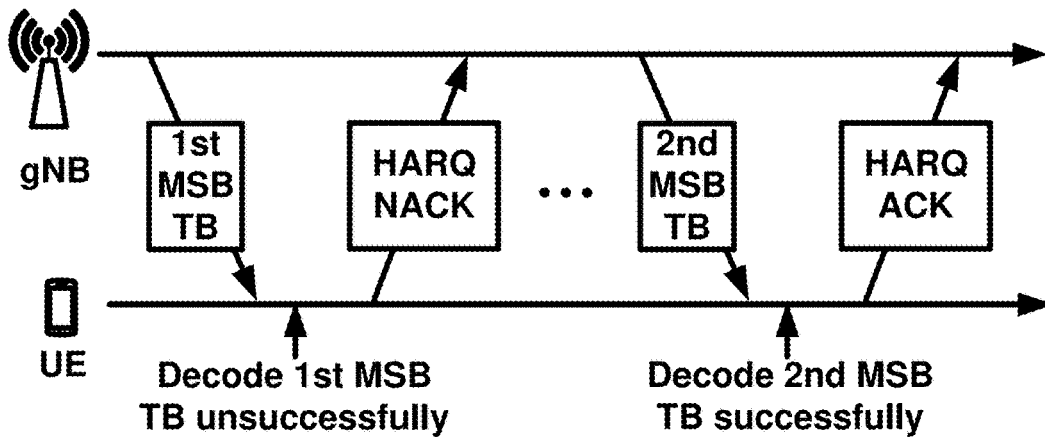 gNB
1st
MSB
TB
HARQ
NACK
...
2nd
MSB
TB
HARQ
ACK
UE
Decode 1st MSB
TB unsuccessfully
Decode 2nd MSB
TB successfully